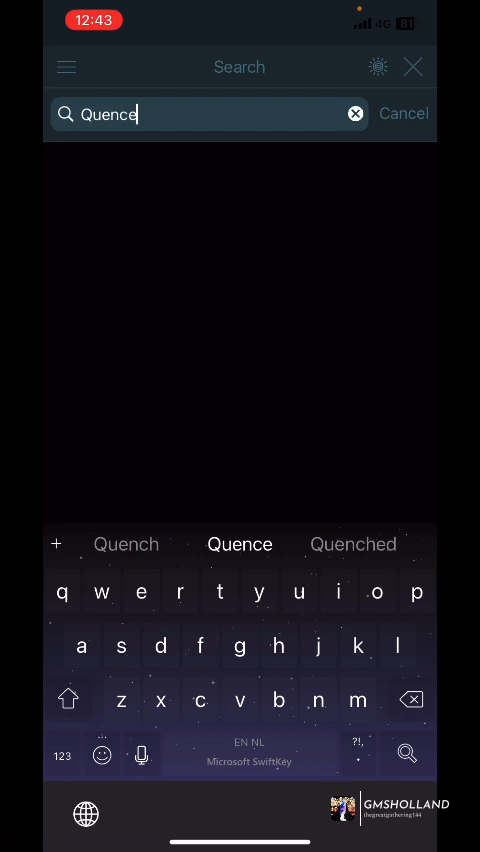 12:43
4G 81
Search
Quence
Cancel
Quench Quence Quenched
q w e r t y u i o p
a s d f g h j k l
z x c v b n m
123
EN NL
Microsoft SwiftKey
?!,
.
GMSHOLLAND
thegreatgathering144